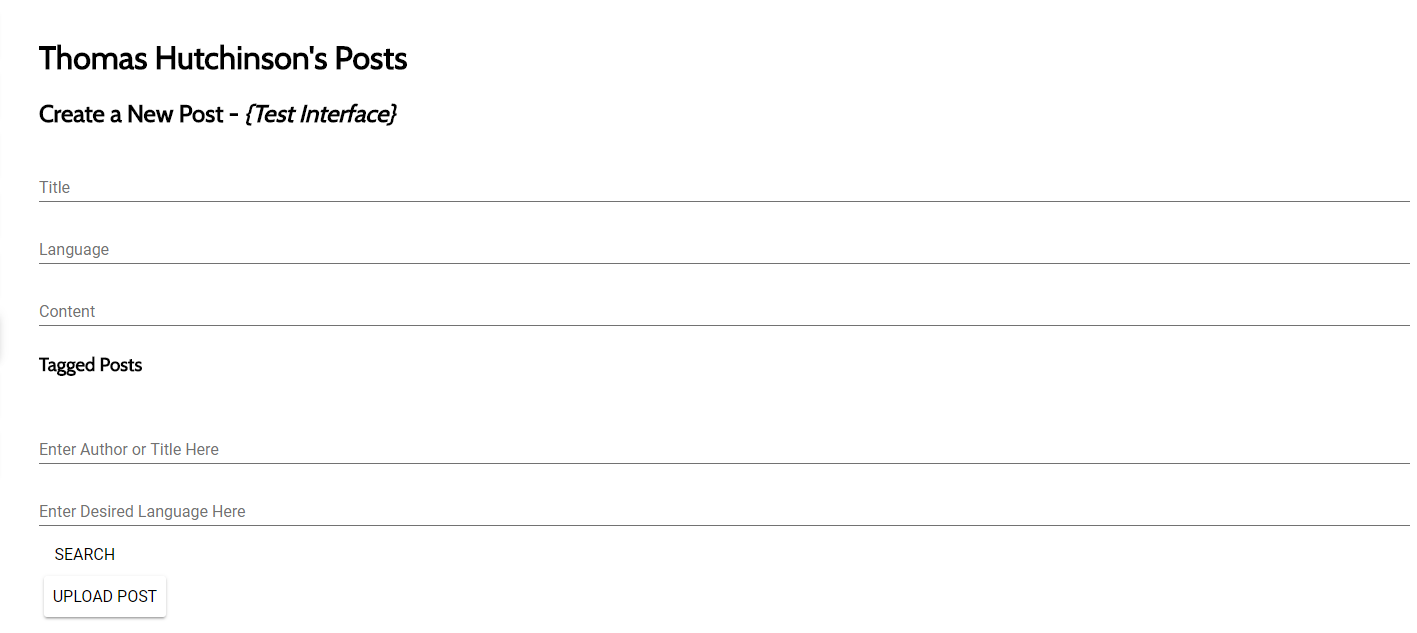 Thomas Hutchinson's Posts
Create a New Post - {Test Interface}
Title
Language
Content
Tagged Posts
Enter Author or Title Here
Enter Desired Language Here
SEARCH
UPLOAD POST